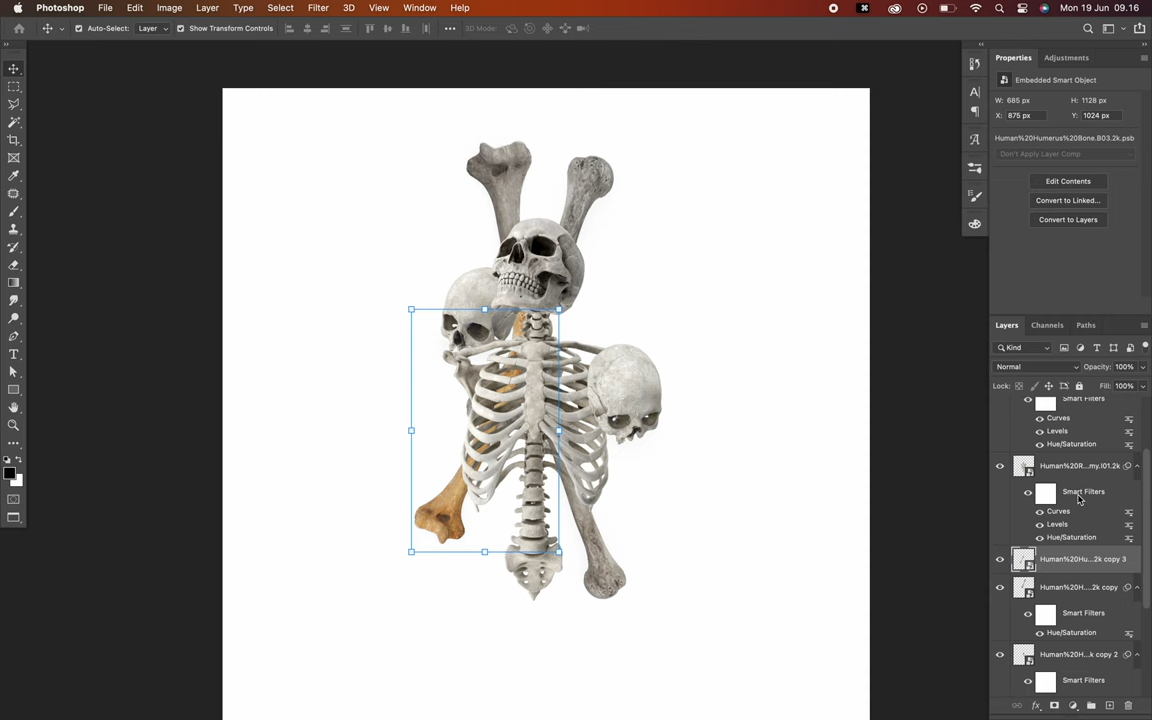 Photoshop File Edit Image Layer Type Select Filter 3D View Window Help Mon 19 Jun 09.16
Auto-Select: Layer Show Transform Controls 3D Mode:
Properties Adjustments
Embedded Smart Object
W: 685 px H: 1128 px
X: 875 px Y: 1024 px
Human%20Humerus%20Bone.B03.2k.psb
Don't Apply Layer Comp
Edit Contents
Convert to Linked...
Convert to Layers
Layers Channels Paths
Kind
Normal Opacity: 100%
Lock: Fill: 100%
Smart Filters
Curves
Levels
Hue/Saturation
Human%20R...my.I01.2k
Smart Filters
Curves
Levels
Hue/Saturation
Human%20Hu...2k copy 3
Human%20H....2k copy
Smart Filters
Hue/Saturation
Human%20H...k copy 2
Smart Filters